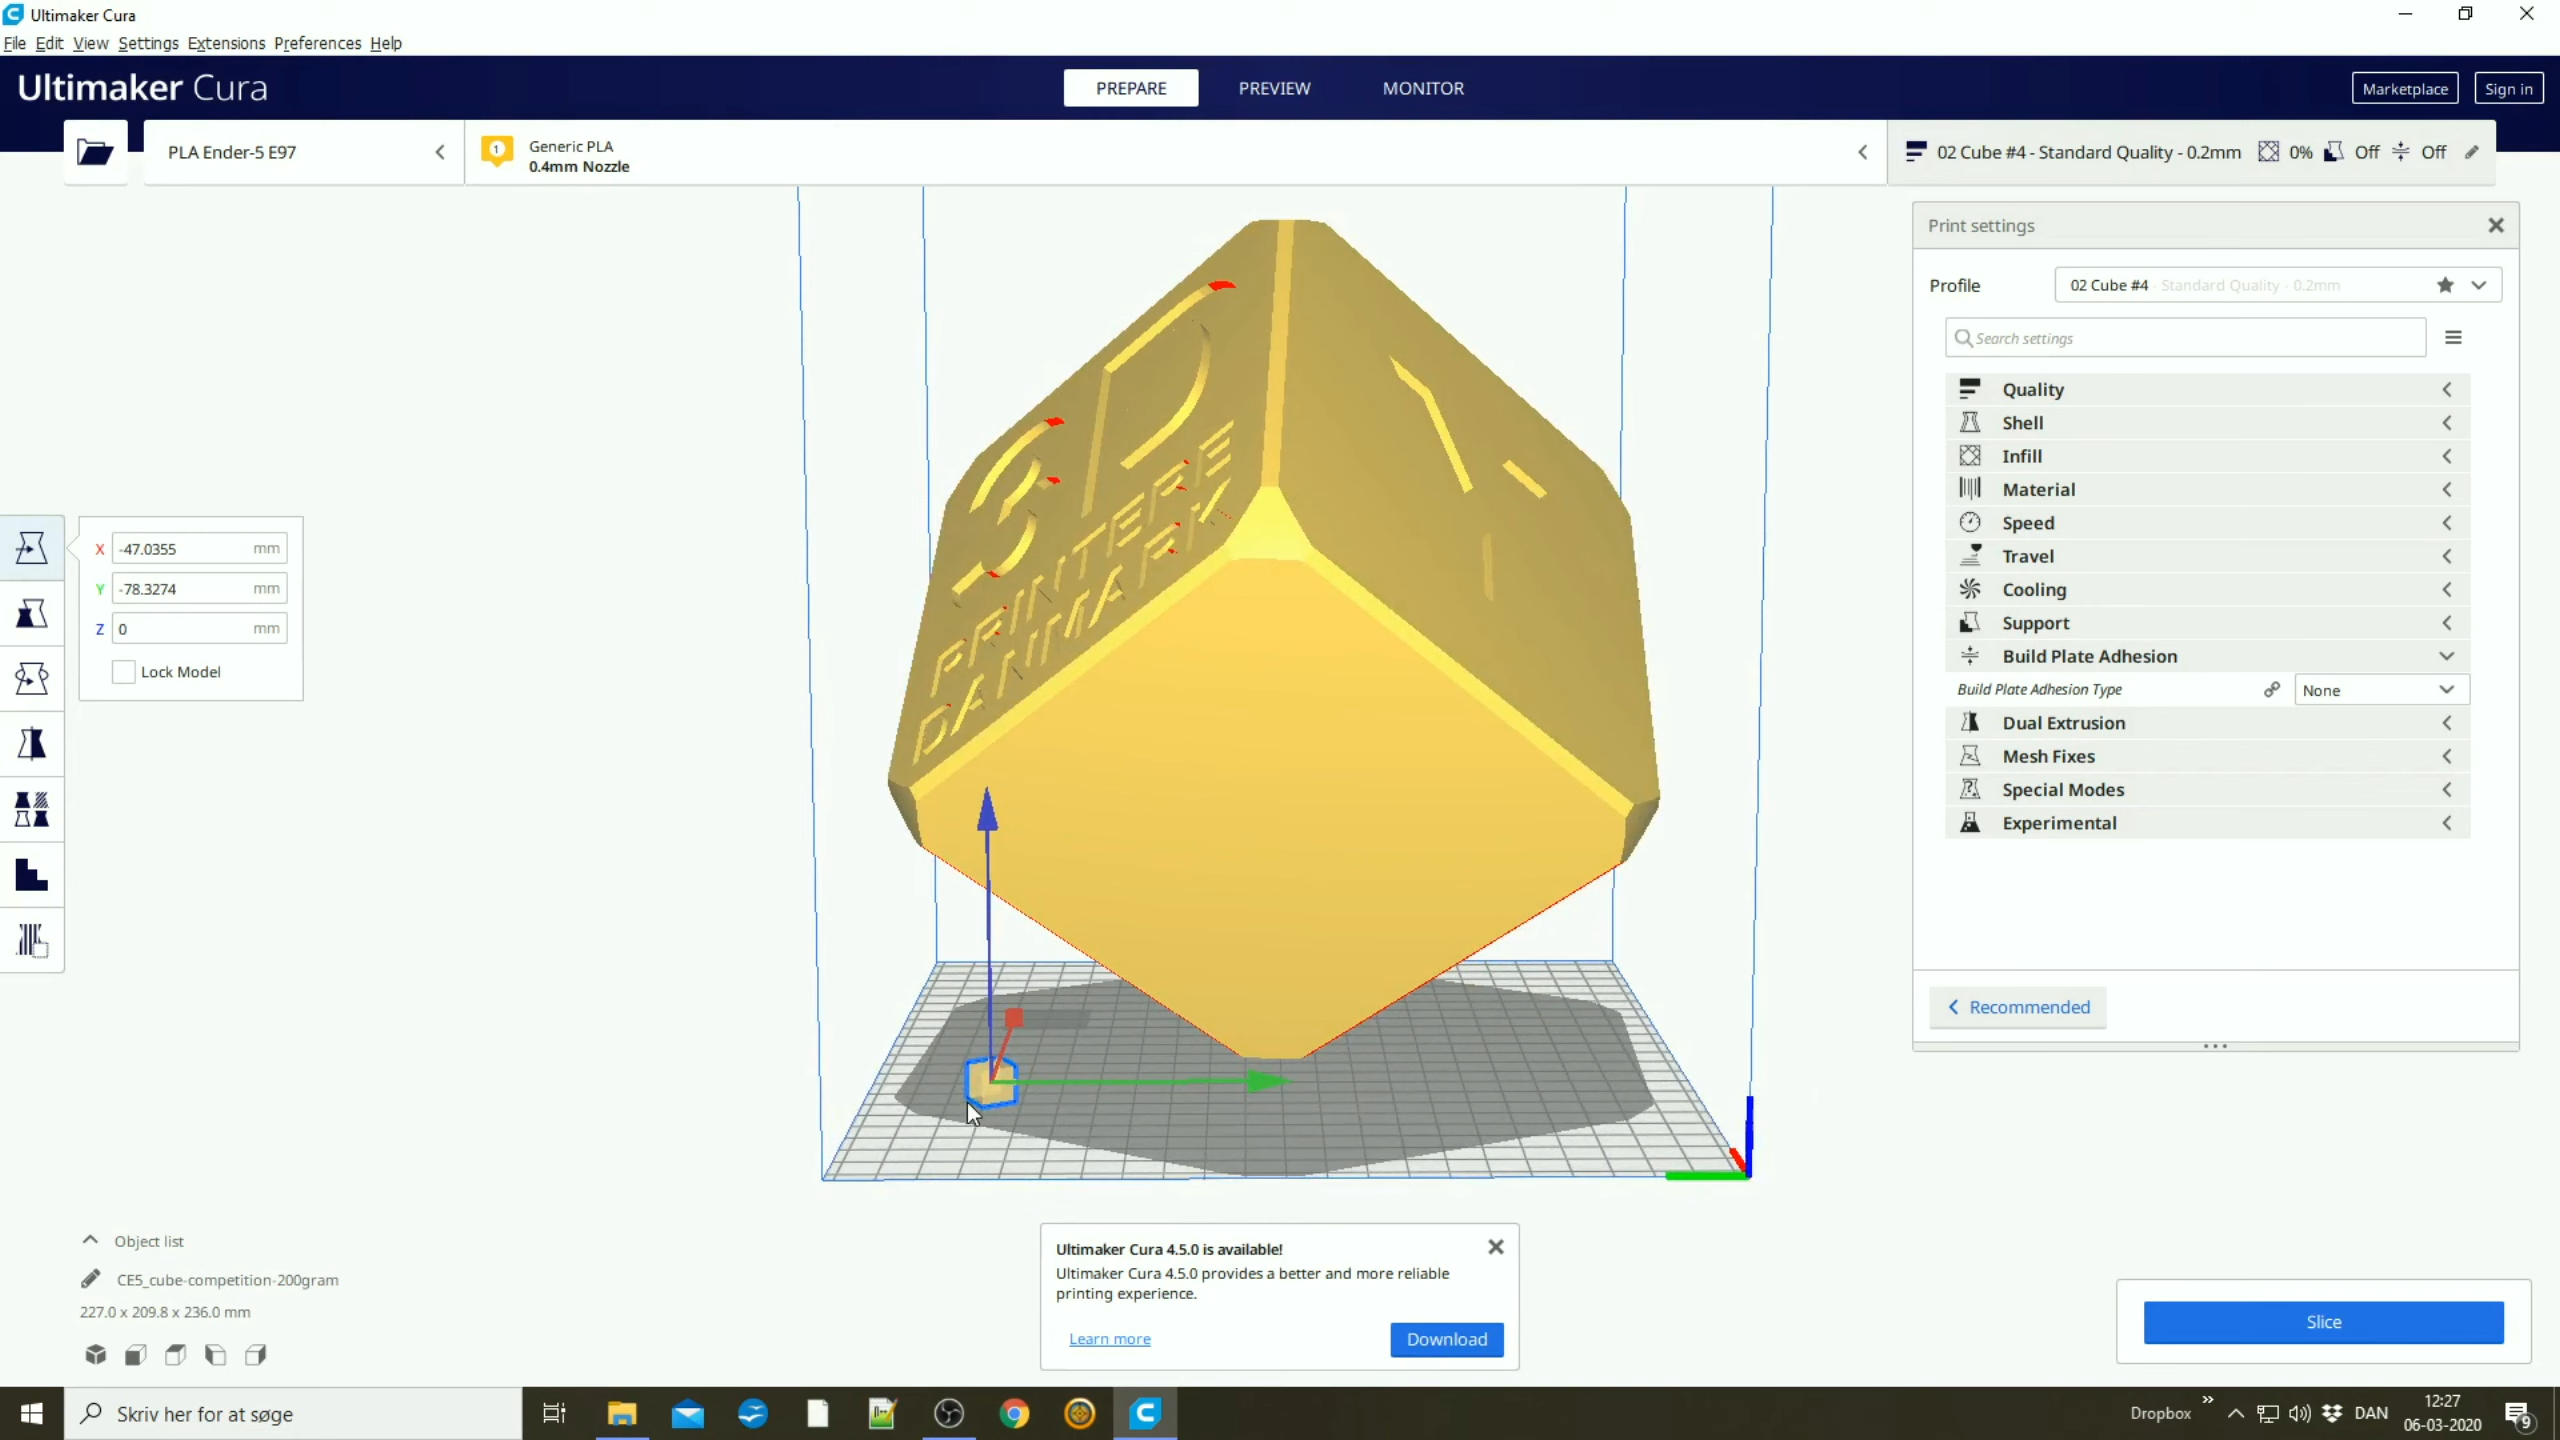 Ultimaker Cura
File Edit View Settings Extensions Preferences Help
Ultimaker Cura
PREPARE PREVIEW MONITOR
Marketplace Sign in
PLA Ender-5 E97
1
Generic PLA
0.4mm Nozzle
02 Cube #4 - Standard Quality - 0.2mm 0% Off Off
Print settings
Profile 02 Cube #4 - Standard Quality - 0.2mm
Search settings
Quality
Shell
Infill
Material
Speed
Travel
Cooling
Support
Build Plate Adhesion
Build Plate Adhesion Type None
Dual Extrusion
Mesh Fixes
Special Modes
Experimental
Recommended
X -47.0355 mm
Y -78.3274 mm
Z 0 mm
Lock Model
3D
PRINTERE
DANMARK
Y
Object list
CE5_cube-competition-200gram
227.0 x 209.8 x 236.0 mm
Ultimaker Cura 4.5.0 is available!
Ultimaker Cura 4.5.0 provides a better and more reliable
printing experience.
Learn more Download
Slice
Skriv her for at søge
Dropbox
DAN
12:27
06-03-2020
9